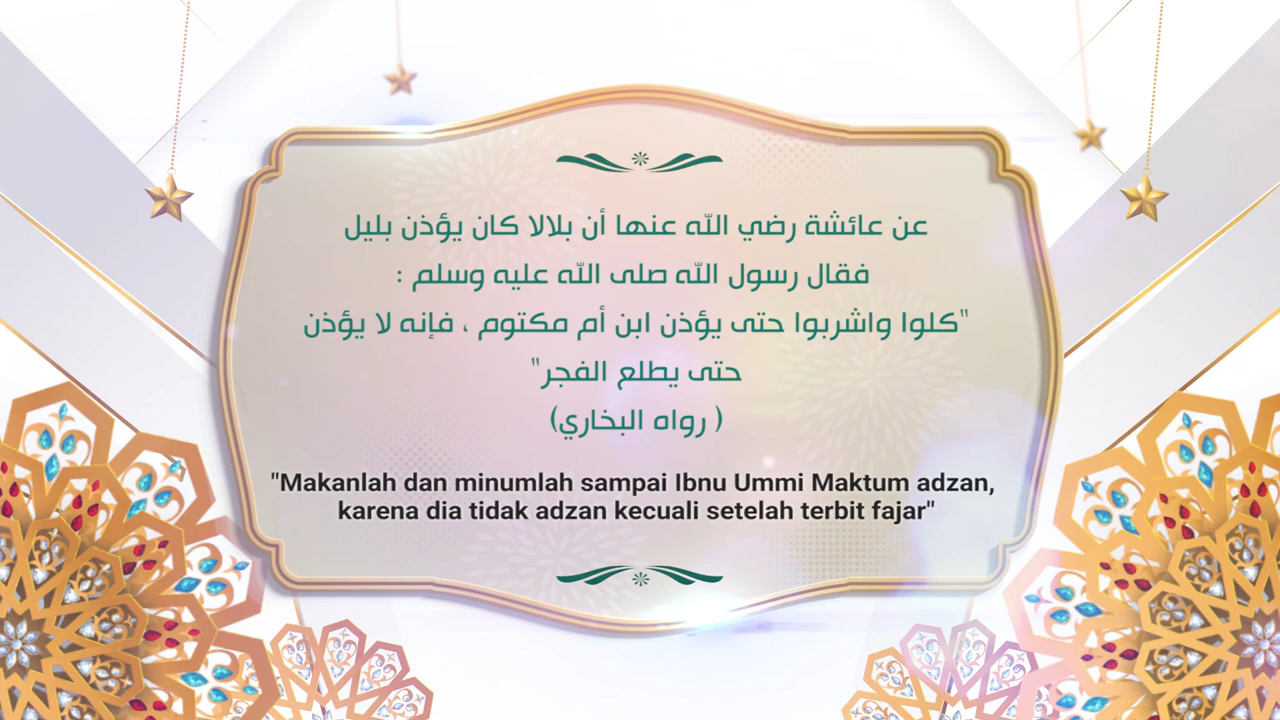 عن عائشة رضي الله عنها أن بلالا كان يؤذن بليل
فقال رسول الله صلى الله عليه وسلم :
"كلوا واشربوا حتى يؤذن ابن أم مكتوم ، فإنه لا يؤذن
حتى يطلع الفجر"
( رواه البخاري)
"Makanlah dan minumlah sampai Ibnu Ummi Maktum adzan,
karena dia tidak adzan kecuali setelah terbit fajar"